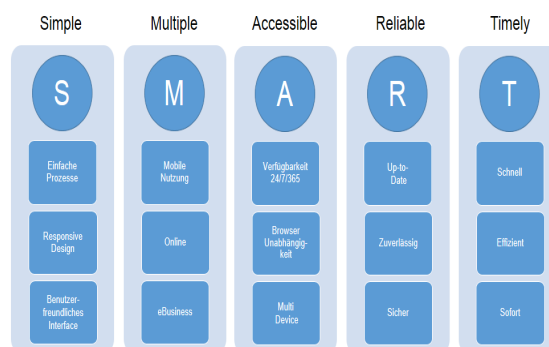 Simple
Multiple
Accessible
Reliable
Timely
S
M
A
R
T
Einfache
Prozesse
Mobile
Nutzung
Verfügbarkeit
24/7/365
Up-to-
Date
Schnell
Responsive
Design
Online
Browser
Unabhängig-
keit
Zuverlässig
Effizient
Benutzer-
freundliches
Interface
eBusiness
Multi
Device
Sicher
Sofort